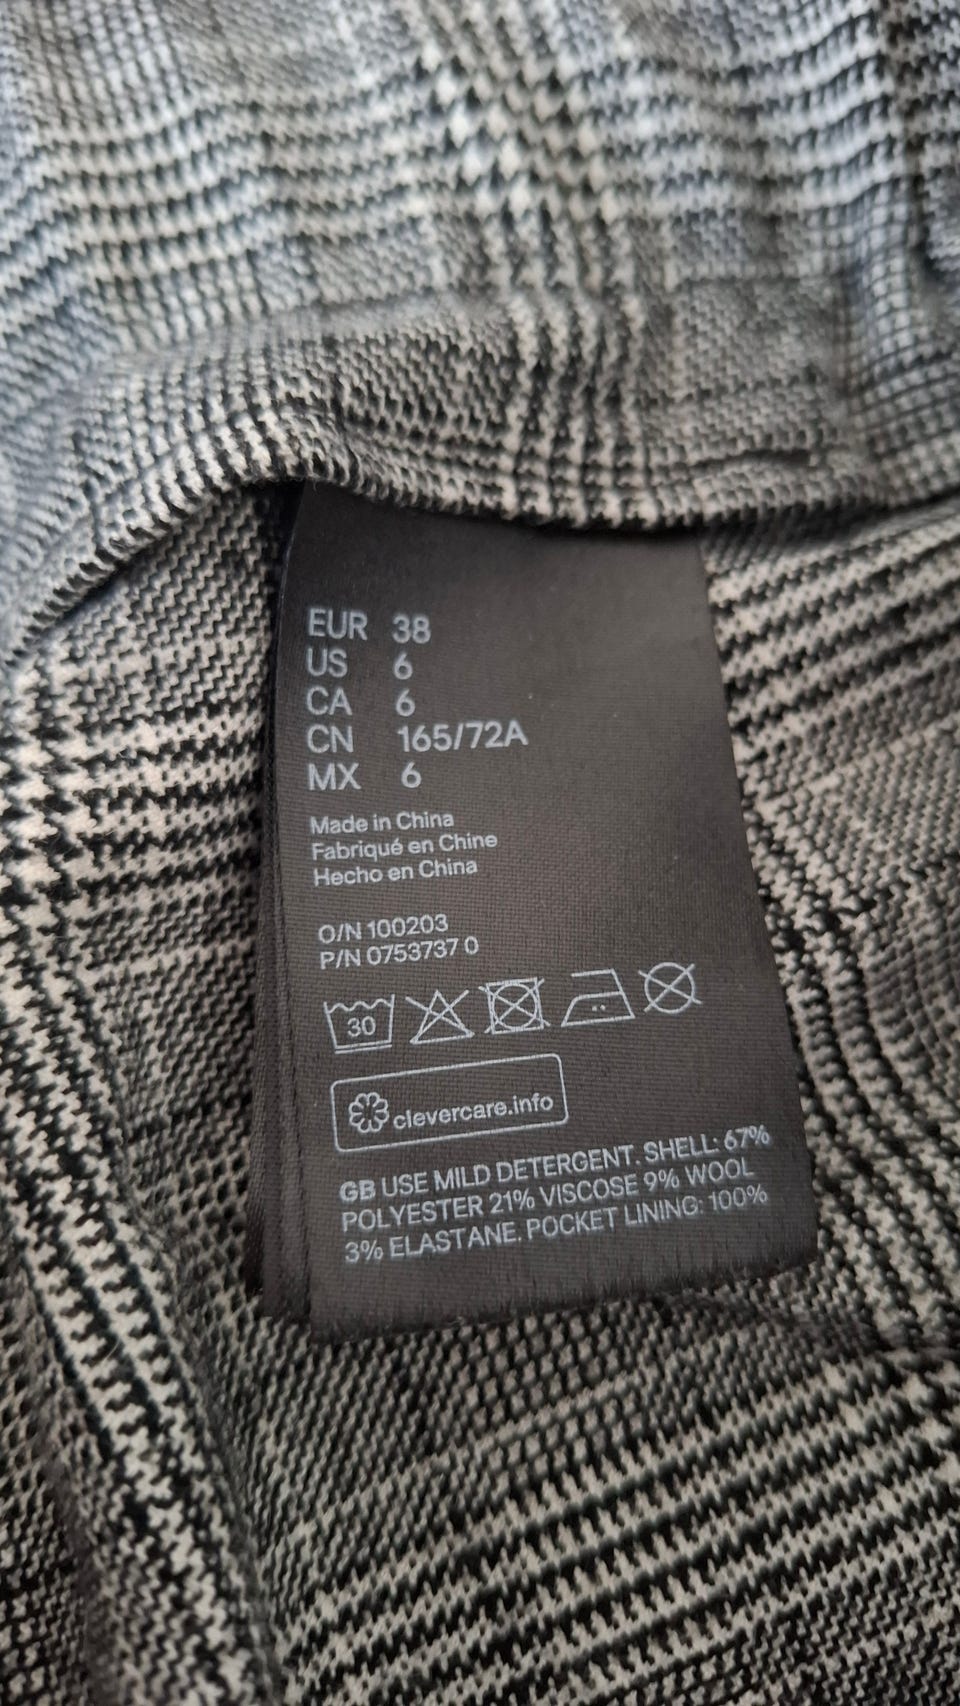 EUR 38
US 6
CA 6
CN 165/72A
MX 6
Made in China
Fabriqué en Chine
Hecho en China
O/N 100203
P/N 0753737 0
30
clevercare.info
GB USE MILD DETERGENT. SHELL: 67%
POLYESTER 21% VISCOSE 9% WOOL
3% ELASTANE. POCKET LINING: 100%